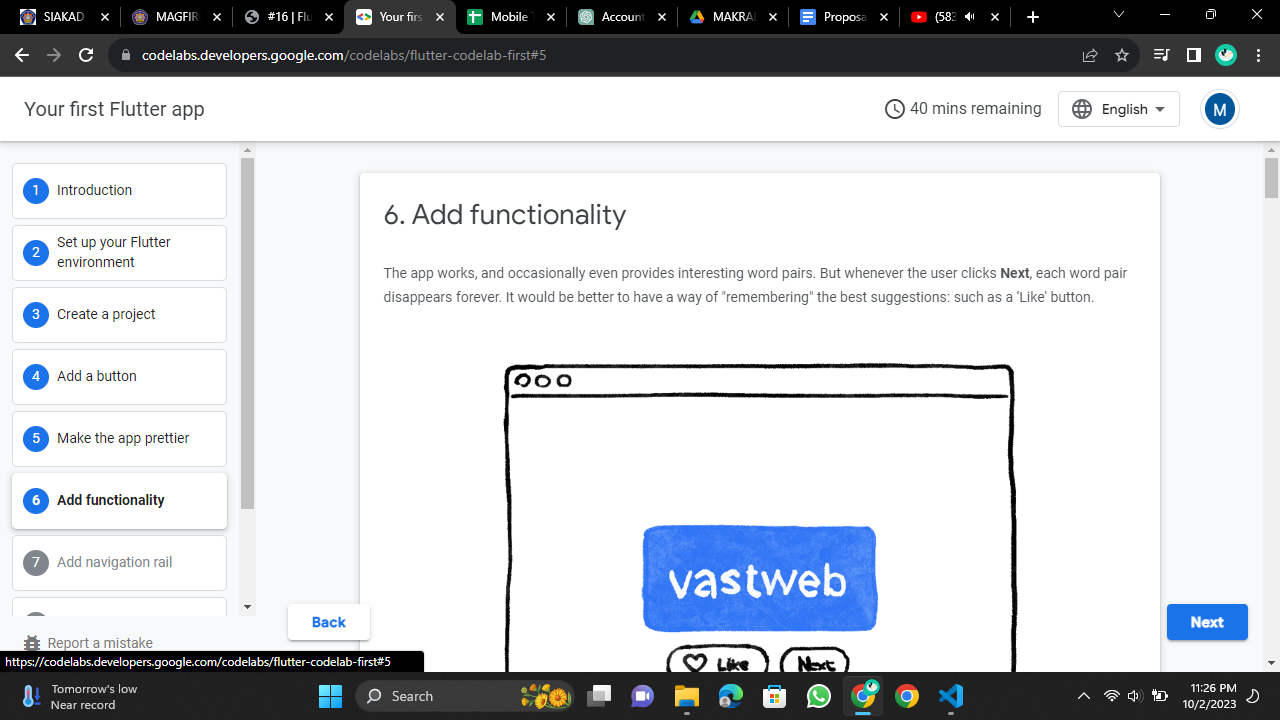 SIAKAD
MAGFIR
#16 | Flu
Your firs
Mobile T
Account
MAKRA
Proposa
(583
codelabs.developers.google.com/codelabs/flutter-codelab-first#5
Your first Flutter app
40 mins remaining
English
M
1 Introduction
2 Set up your Flutter
environment
3 Create a project
4 Add a button
5 Make the app prettier
6 Add functionality
7 Add navigation rail
Report a mistake
6. Add functionality
The app works, and occasionally even provides interesting word pairs. But whenever the user clicks Next, each word pair
disappears forever. It would be better to have a way of "remembering" the best suggestions: such as a ‘Like’ button.
vastweb
Like
Next
Back
Next
https://codelabs.developers.google.com/codelabs/flutter-codelab-first#5
Tomorrow's low
Near record
Search
11:26 PM
10/2/2023